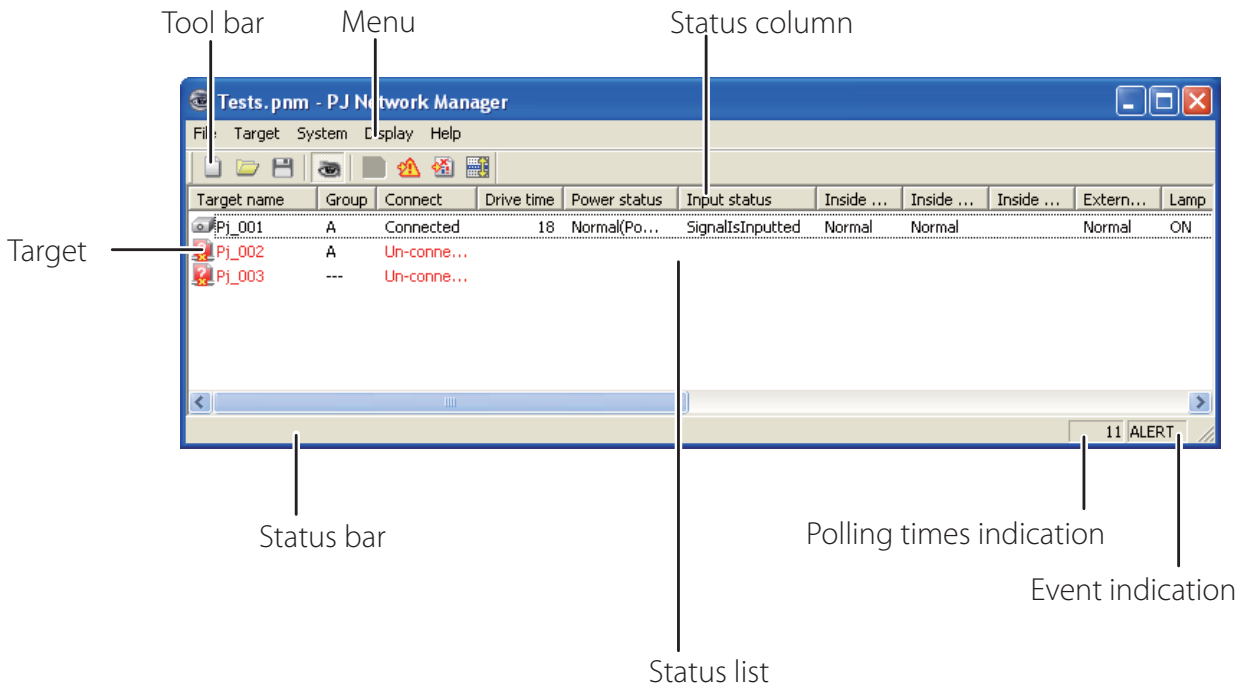 Tool bar Menu Status column
Tests.pnm - PJ Network Manager
File Target System Display Help
Target name Group Connect Drive time Power status Input status Inside ... Inside ... Inside ... Extern... Lamp
Pj_001 A Connected 18 Normal(Po... SignalIsInputted Normal Normal Normal ON
Target
Pj_002 A Un-conne...
Pj_003 --- Un-conne...
11 ALERT
Status bar Polling times indication
Event indication
Status list